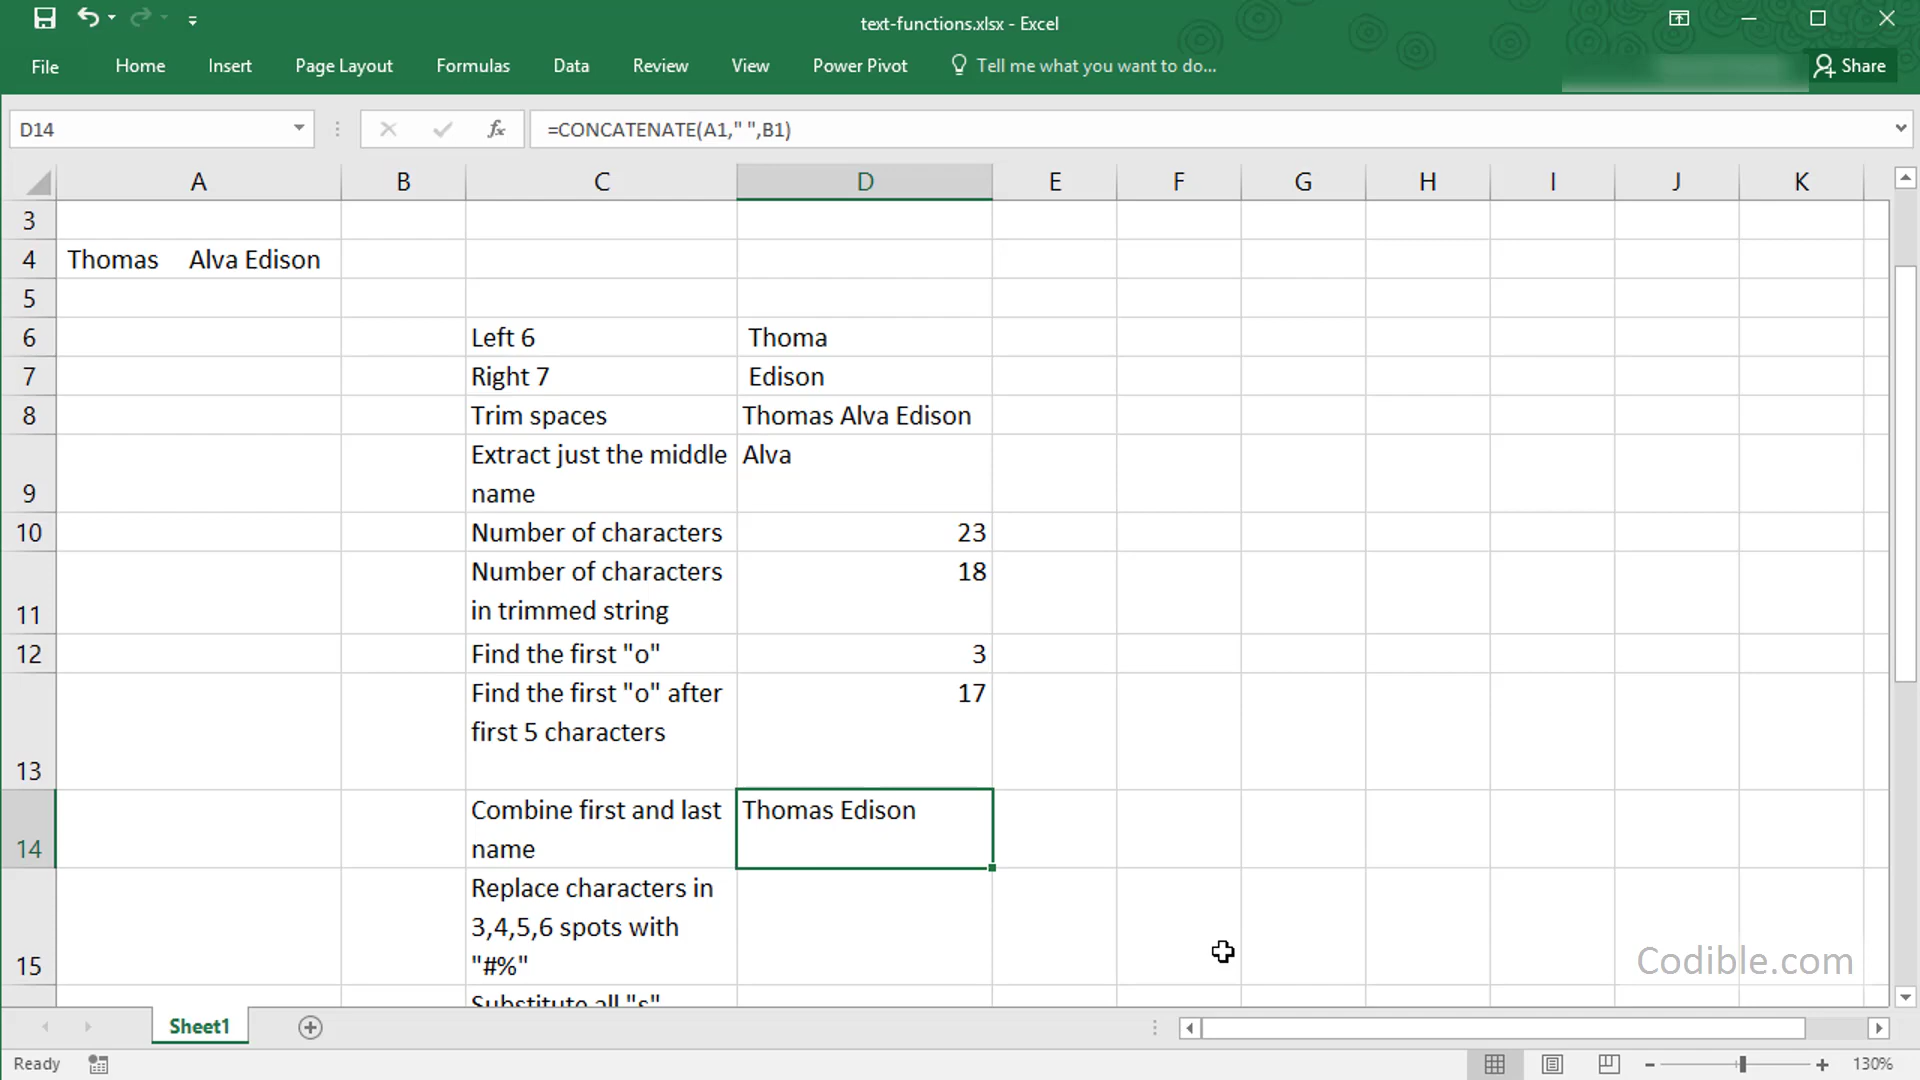 text-functions.xlsx - Excel
File Home Insert Page Layout Formulas Data Review View Power Pivot Tell me what you want to do... Share
D14 fx =CONCATENATE(A1," ",B1)
A B C D E F G H I J K
3
4 Thomas     Alva Edison
5
6 Left 6 Thoma
7 Right 7 Edison
8 Trim spaces Thomas Alva Edison
Extract just the middle Alva
9 name
10 Number of characters 23
Number of characters 18
11 in trimmed string
12 Find the first "o" 3
Find the first "o" after 17
first 5 characters
13
Combine first and last Thomas Edison
14 name
Replace characters in
3,4,5,6 spots with
15 "#%"
Substitute all "s"
Codible.com
Sheet1
Ready 130%